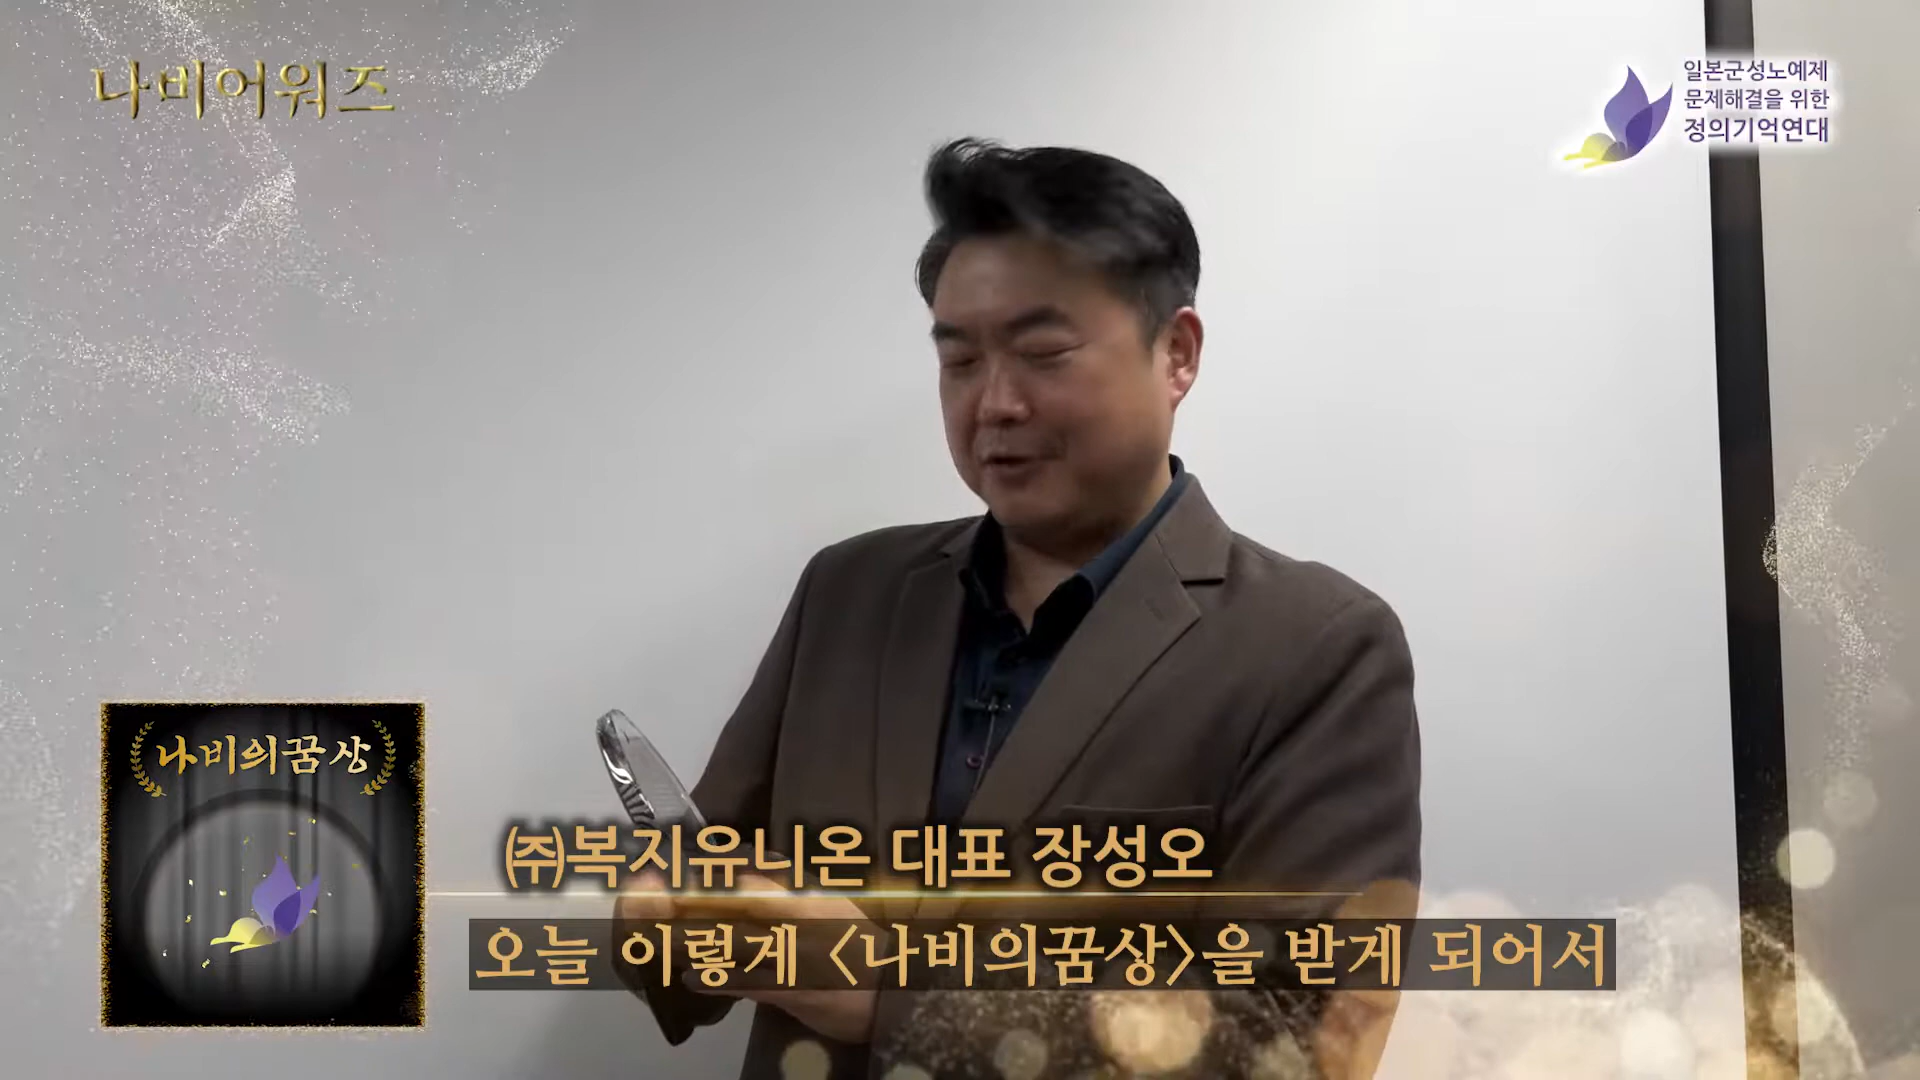 나비어워즈
일본군성노예제
문제해결을 위한
정의기억연대
나비의꿈상
㈜복지유니온 대표 장성오
오늘 이렇게 <나비의꿈상>을 받게 되어서